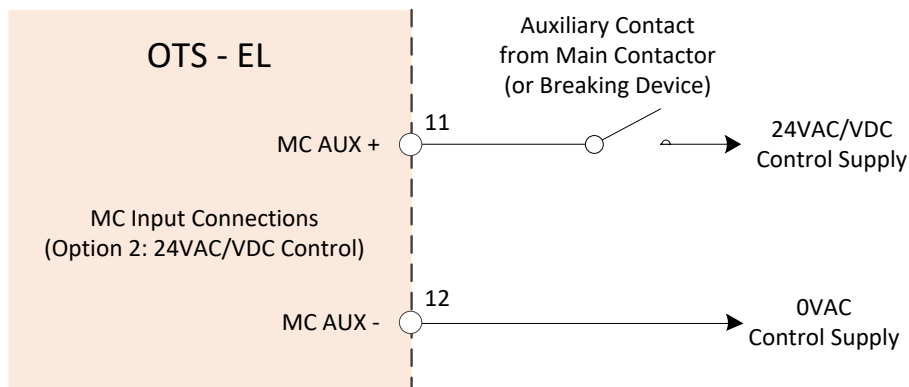 OTS - EL
Auxiliary Contact
from Main Contactor
(or Breaking Device)
MC AUX +
11
24VAC/VDC
Control Supply
MC Input Connections
(Option 2: 24VAC/VDC Control)
MC AUX -
12
0VAC
Control Supply